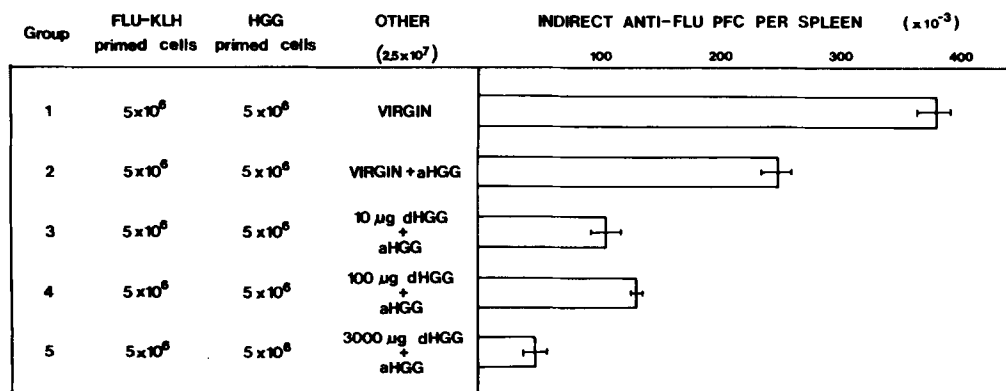 Group FLU-KLH primed cells HGG primed cells OTHER (2.5x10⁷) INDIRECT ANTI-FLU PFC PER SPLEEN (x10⁻³)
100 200 300 400
1 5x10⁶ 5x10⁶ VIRGIN
2 5x10⁶ 5x10⁶ VIRGIN + aHGG
3 5x10⁶ 5x10⁶ 10 µg dHGG + aHGG
4 5x10⁶ 5x10⁶ 100 µg dHGG + aHGG
5 5x10⁶ 5x10⁶ 3000 µg dHGG + aHGG